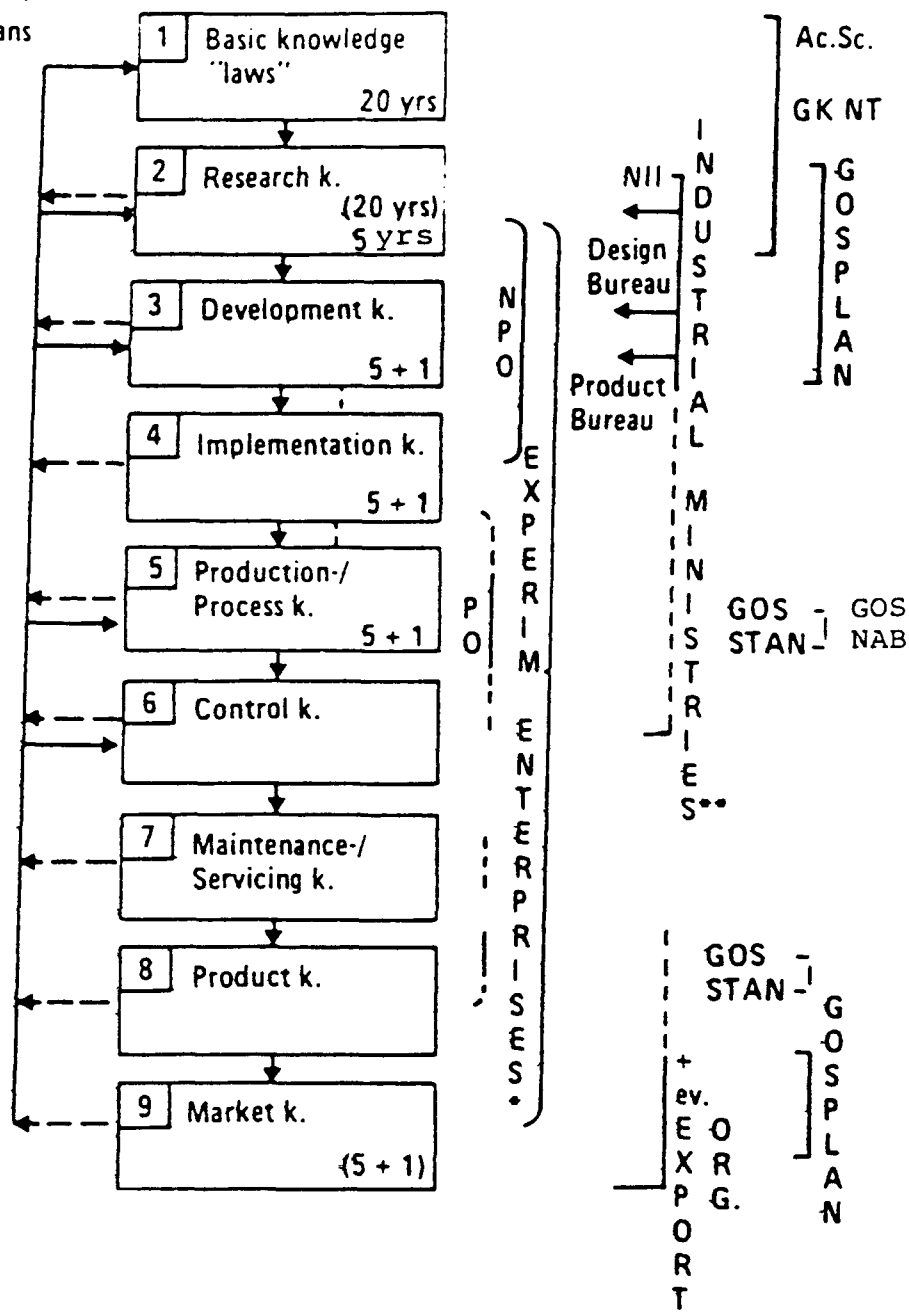 ans
1 Basic knowledge
"laws"
20 yrs
2 Research k.
(20 yrs)
5 yrs
3 Development k.
5 + 1
4 Implementation k.
5 + 1
5 Production-/
Process k.
5 + 1
6 Control k.
7 Maintenance-/
Servicing k.
8 Product k.
9 Market k.
(5 + 1)
NPO
PO
EXPERIM ENTERPRISES*
NII
Design
Bureau
Product
Bureau
INDUSTRIAL MINISTRIES**
Ac.Sc.
GK NT
GOSPLAN
GOS - GOS
STAN - NAB
GOS -
STAN -
GOSPLAN
+
ev.
EXPORT
ORG.